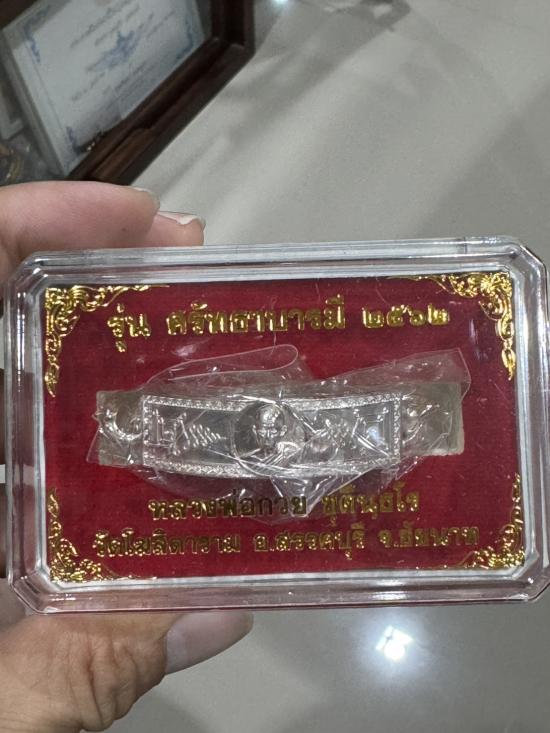 รุ่น ศรัทธาบารมี ๒๕๖๒
หลวงพ่อกวย ชุตินฺธโร
วัดโฆสิตาราม อ.สรรคบุรี จ.ชัยนาท